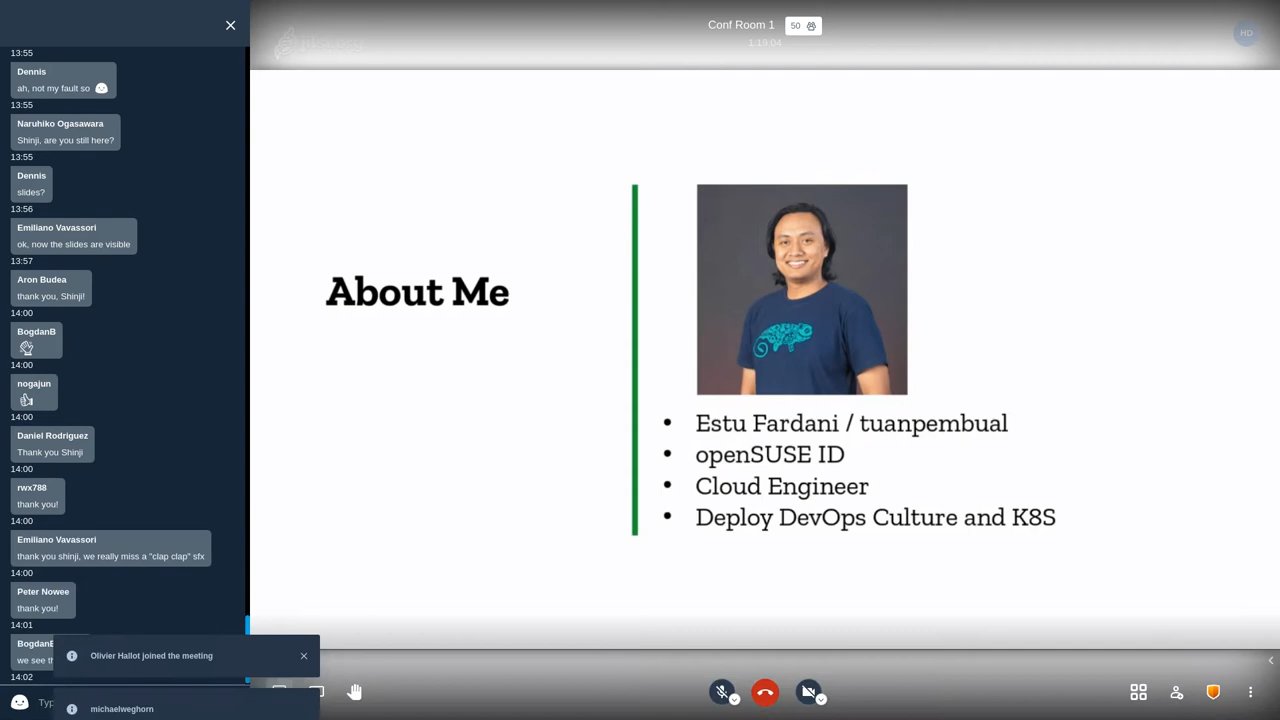 13:55
Dennis
ah, not my fault so
13:55
Naruhiko Ogasawara
Shinji, are you still here?
13:55
Dennis
slides?
13:56
Emiliano Vavassori
ok, now the slides are visible
13:57
Aron Budea
thank you, Shinji!
14:00
BogdanB
14:00
nogajun
14:00
Daniel Rodriguez
Thank you Shinji
14:00
rwx788
thank you!
14:00
Emiliano Vavassori
thank you shinji, we really miss a "clap clap" sfx
14:00
Peter Nowee
thank you!
14:01
we see
14:02
Olivier Hallot joined the meeting
michaelweghorn
Conf Room 1
50
1:19:04
HD
About Me
• Estu Fardani / tuanpembual
• openSUSE ID
• Cloud Engineer
• Deploy DevOps Culture and K8S